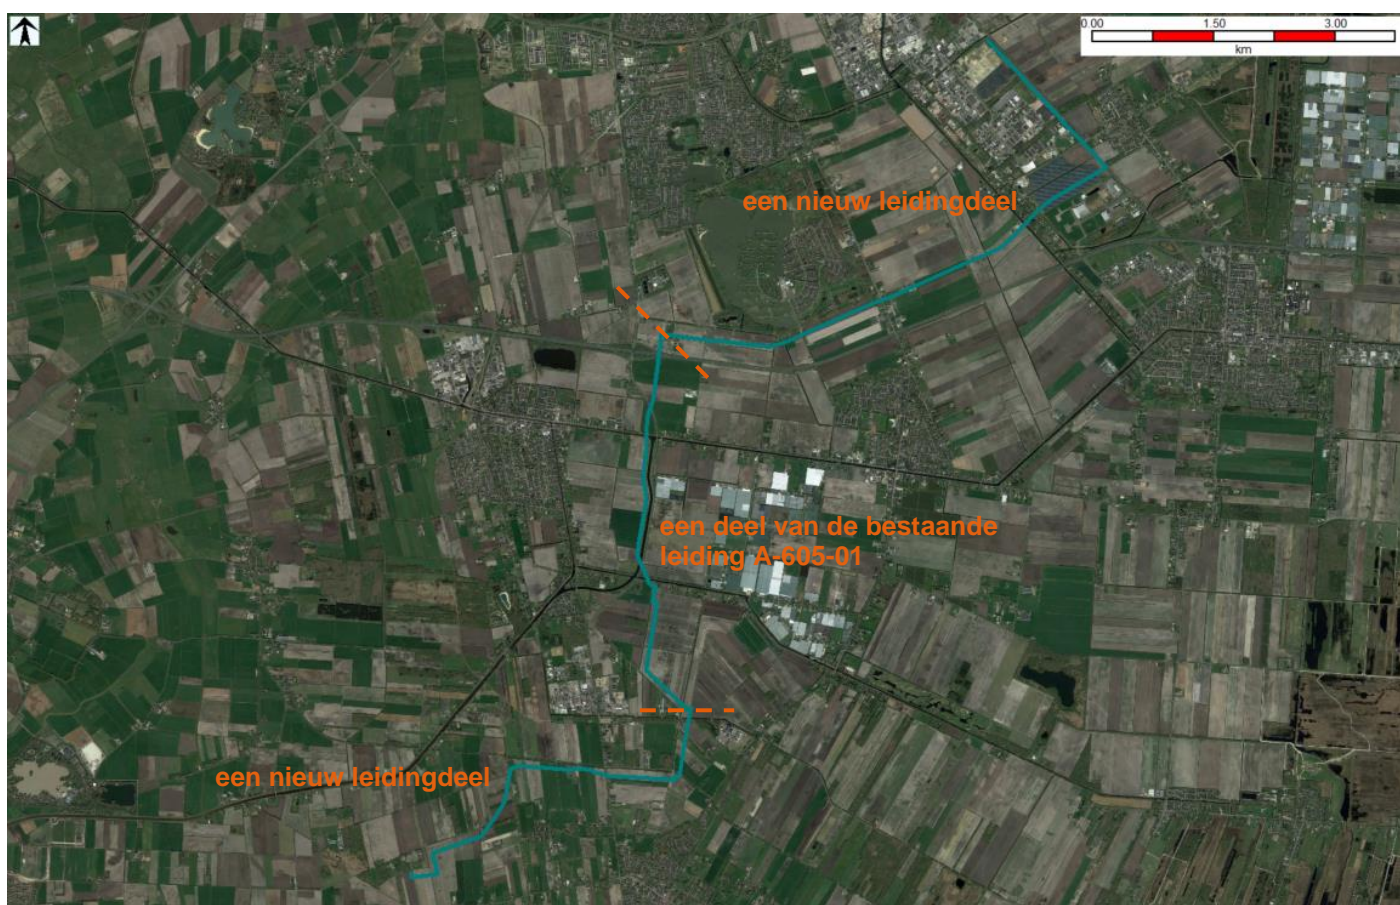 0.00 1.50 3.00
km
een nieuw leidingdeel
een deel van de bestaande
leiding A-605-01
een nieuw leidingdeel